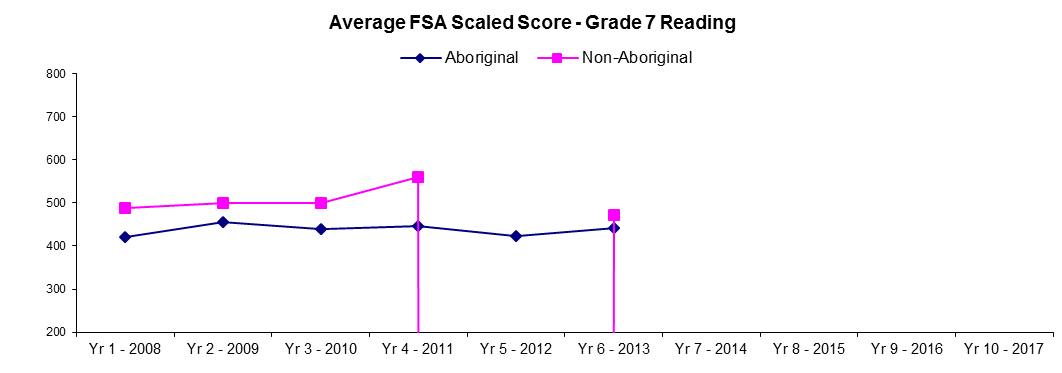 Average FSA Scaled Score - Grade 7 Reading
Aboriginal Non-Aboriginal
800
700
600
500
400
300
200
Yr 1 - 2008 Yr 2 - 2009 Yr 3 - 2010 Yr 4 - 2011 Yr 5 - 2012 Yr 6 - 2013 Yr 7 - 2014 Yr 8 - 2015 Yr 9 - 2016 Yr 10 - 2017